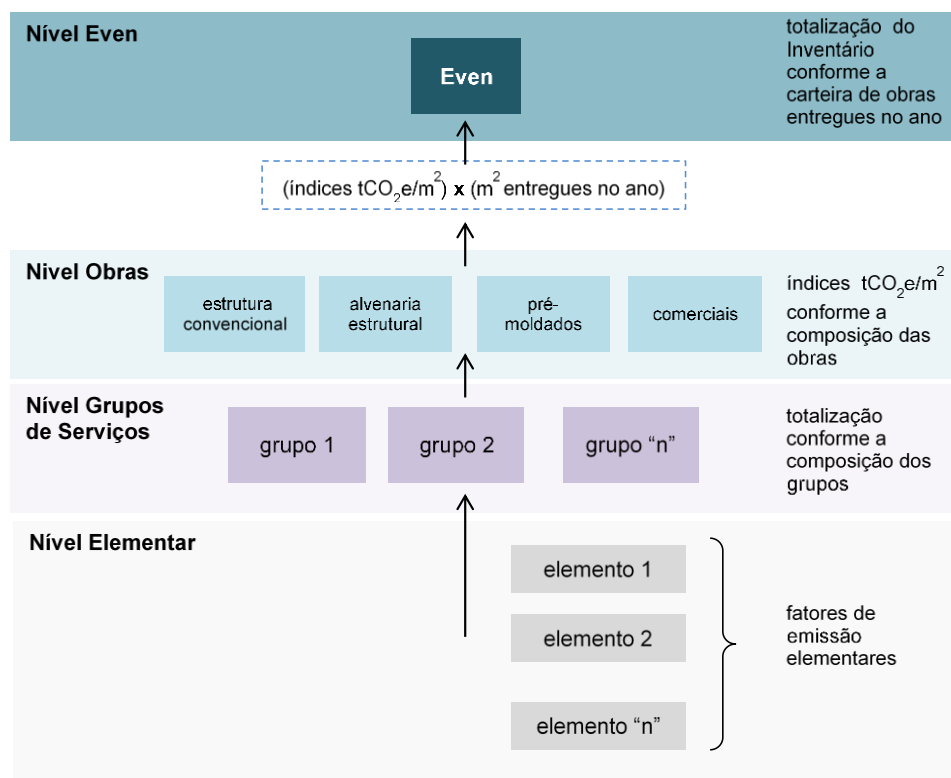 Nível Even
totalização do
Inventário
conforme a
carteira de obras
entregues no ano
Even
(índices tCO2e/m2) x (m2 entregues no ano)
Nivel Obras
estrutura
convencional
alvenaria
estrutural
pré-
moldados
comerciais
índices tCO2e/m2
conforme a
composição das
obras
Nível Grupos
de Serviços
grupo 1
grupo 2
grupo “n”
totalização
conforme a
composição dos
grupos
Nível Elementar
elemento 1
elemento 2
elemento “n”
fatores de
emissão
elementares